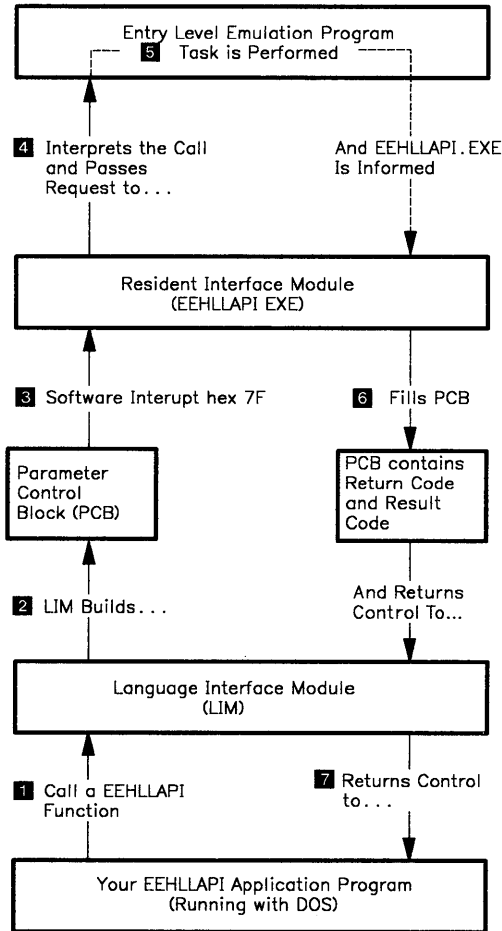 Entry Level Emulation Program
5 Task is Performed
4 Interprets the Call
and Passes
Request to...
And EEHLLAPI.EXE
Is Informed
Resident Interface Module
(EEHLLAPI EXE)
3 Software Interupt hex 7F
6 Fills PCB
Parameter
Control
Block (PCB)
PCB contains
Return Code
and Result
Code
2 LIM Builds...
And Returns
Control To...
Language Interface Module
(LIM)
1 Call a EEHLLAPI
Function
7 Returns Control
to...
Your EEHLLAPI Application Program
(Running with DOS)